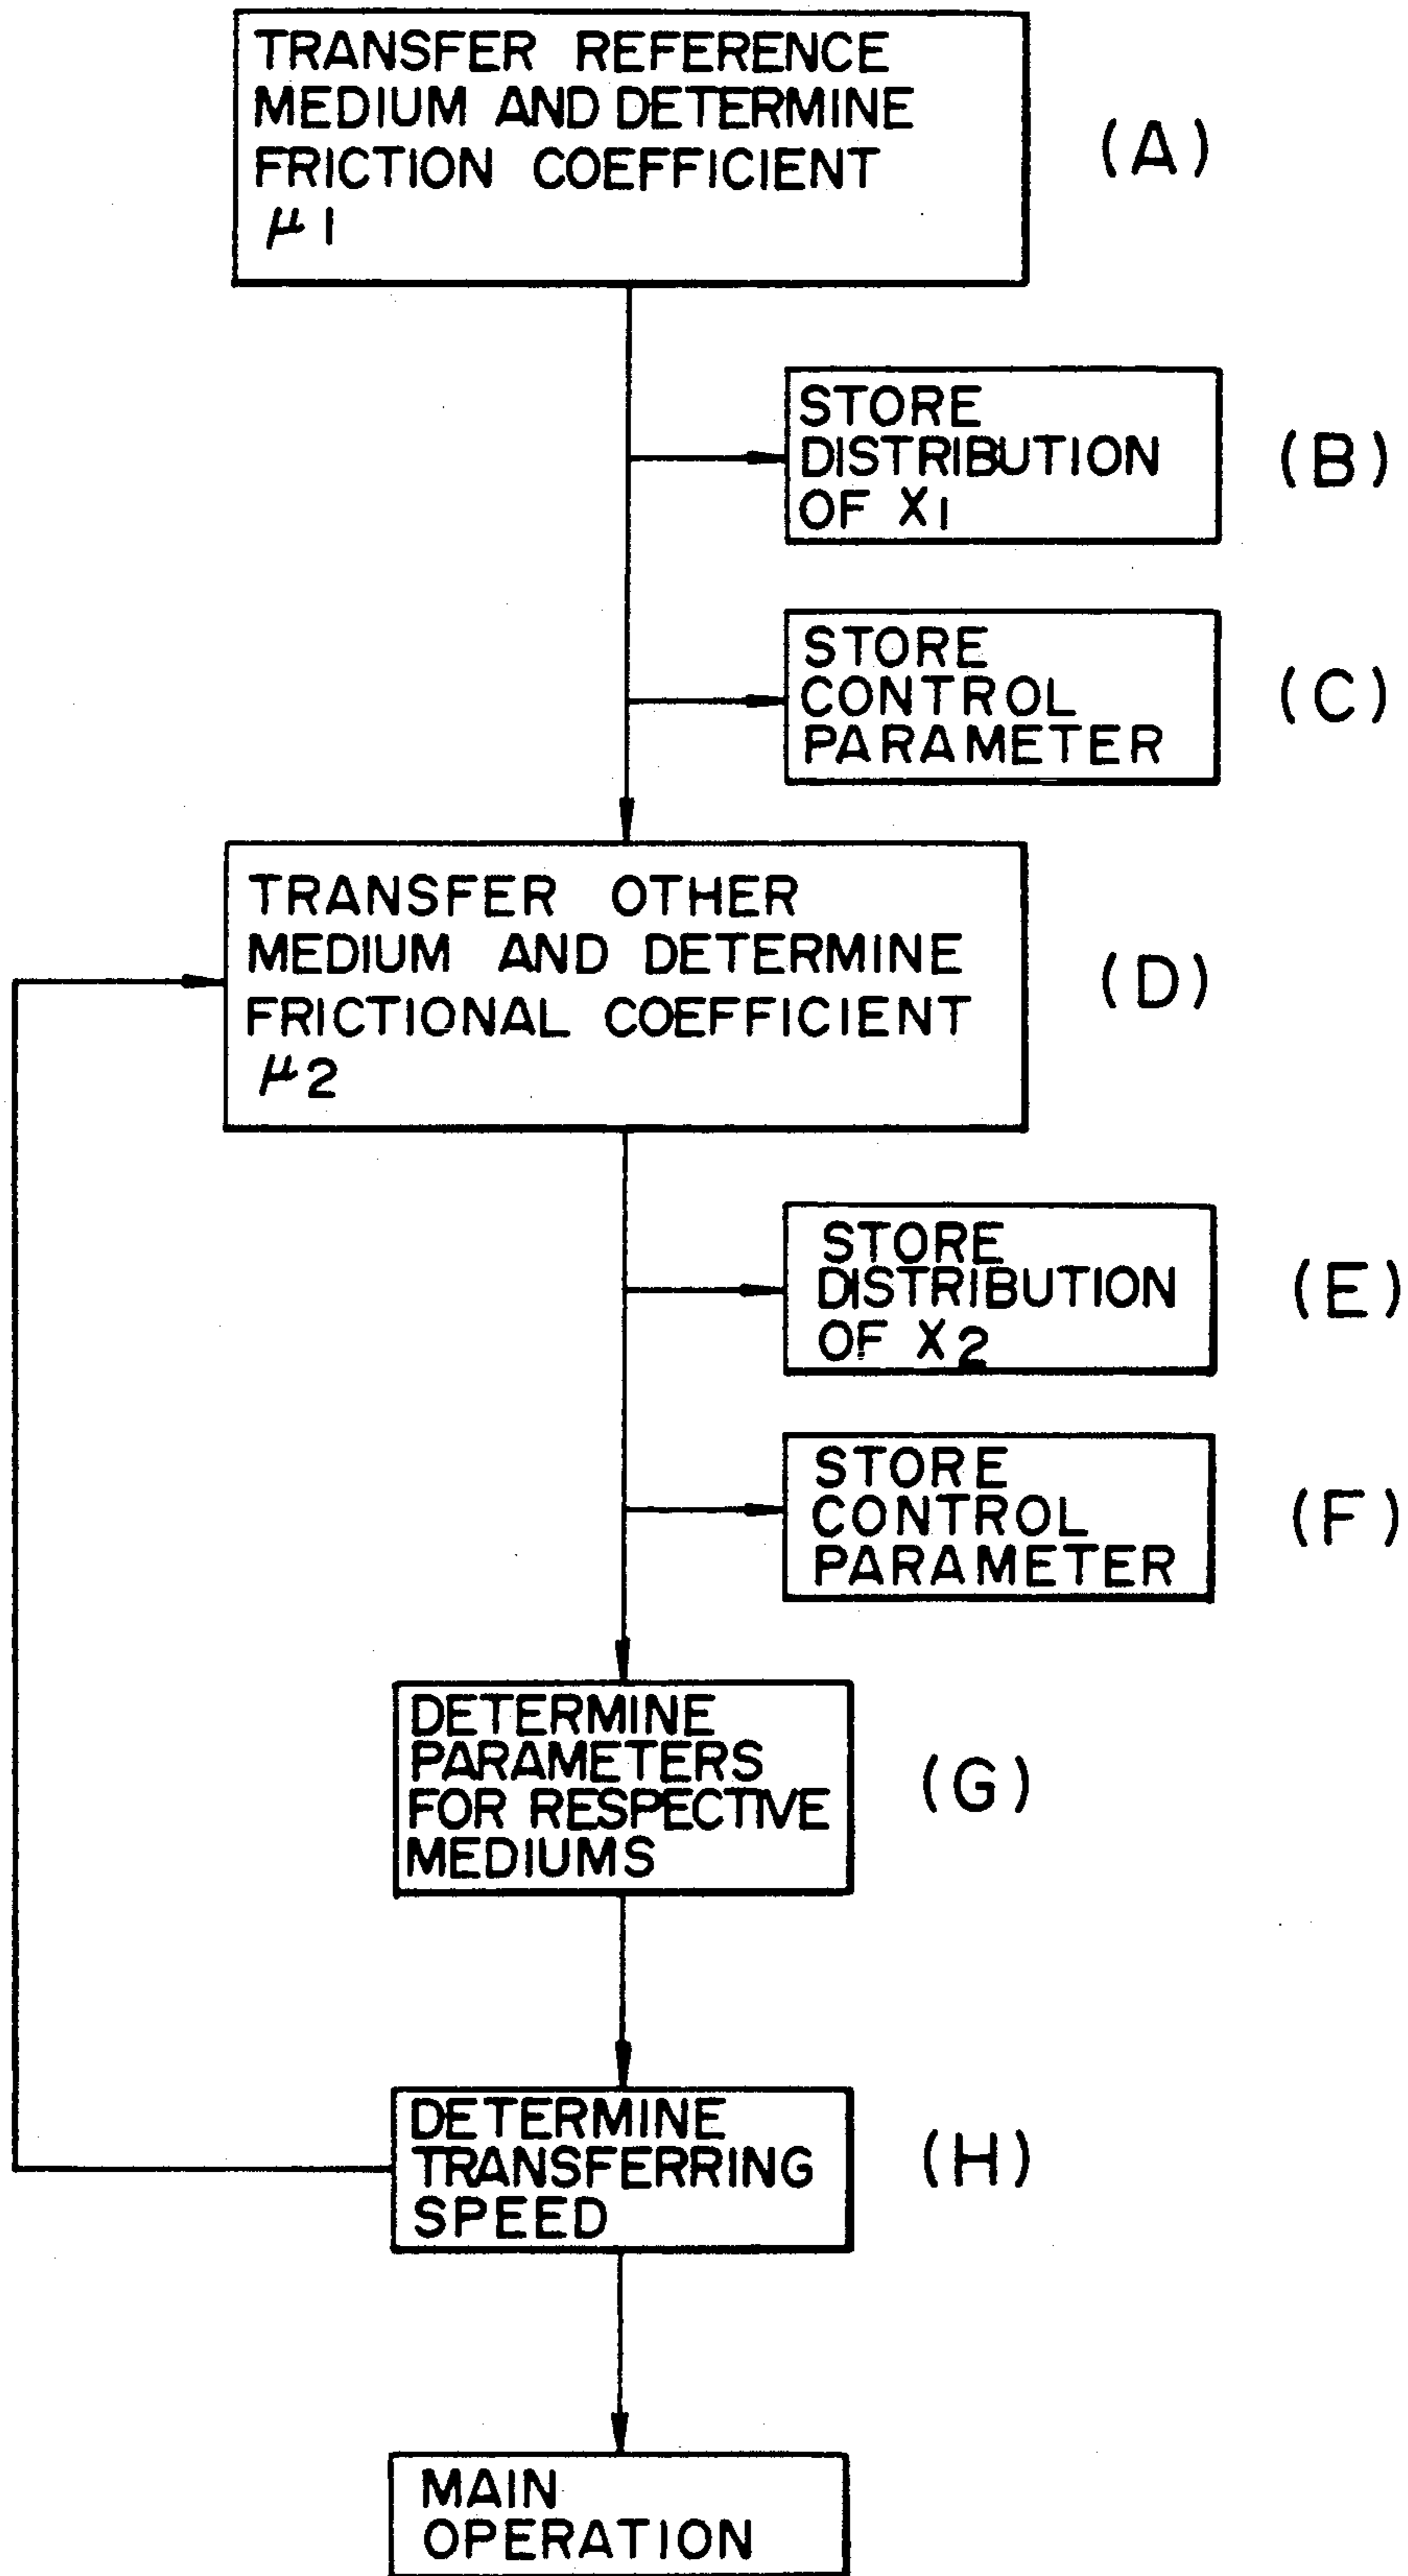 TRANSFER REFERENCE
MEDIUM AND DETERMINE
FRICTION COEFFICIENT
μ1
(A)
STORE
DISTRIBUTION
OF X1
(B)
STORE
CONTROL
PARAMETER
(C)
TRANSFER OTHER
MEDIUM AND DETERMINE
FRICTIONAL COEFFICIENT
μ2
(D)
STORE
DISTRIBUTION
OF X2
(E)
STORE
CONTROL
PARAMETER
(F)
DETERMINE
PARAMETERS
FOR RESPECTIVE
MEDIUMS
(G)
DETERMINE
TRANSFERRING
SPEED
(H)
MAIN
OPERATION